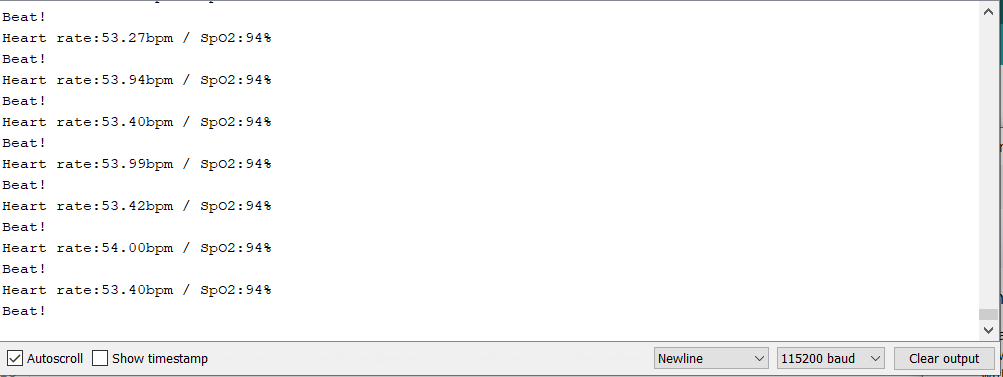 Beat!
Heart rate:53.27bpm / SpO2:94%
Beat!
Heart rate:53.94bpm / SpO2:94%
Beat!
Heart rate:53.40bpm / SpO2:94%
Beat!
Heart rate:53.99bpm / SpO2:94%
Beat!
Heart rate:53.42bpm / SpO2:94%
Beat!
Heart rate:54.00bpm / SpO2:94%
Beat!
Heart rate:53.40bpm / SpO2:94%
Beat!
Autoscroll Show timestamp Newline 115200 baud Clear output